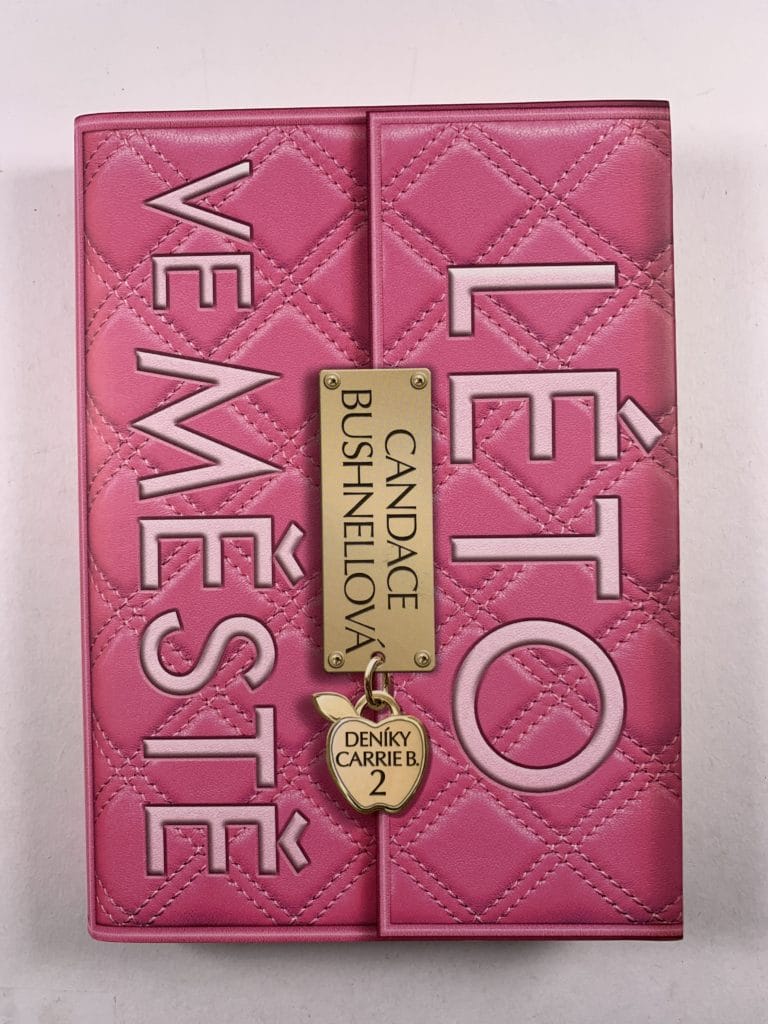 LÉTO
VE MĚSTĚ
CANDACE
BUSHNELLOVÁ
DENÍKY
CARRIE B.
2